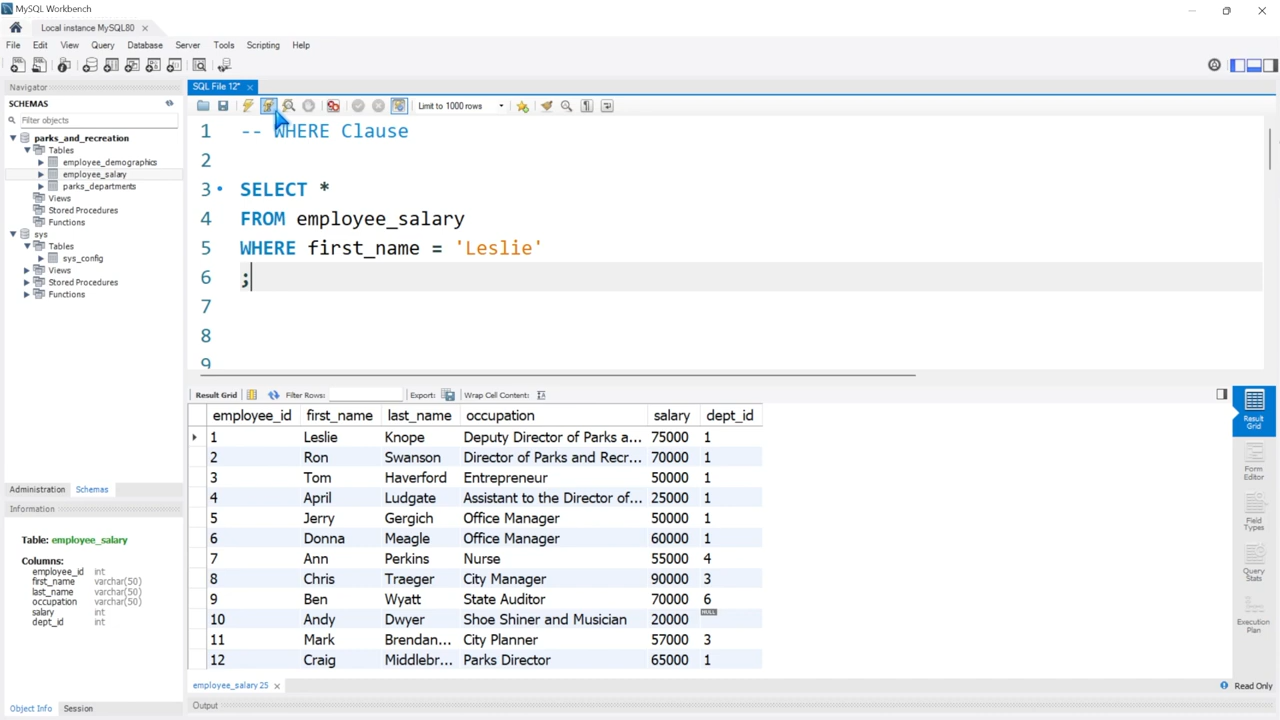 MySQL Workbench
Local instance MySQL80
File Edit View Query Database Server Tools Scripting Help
Navigator
SCHEMAS
Filter objects
parks_and_recreation
Tables
employee_demographics
employee_salary
parks_departments
Views
Stored Procedures
Functions
sys
Tables
sys_config
Views
Stored Procedures
Functions
Administration Schemas
Information
Table: employee_salary
Columns:
employee_id int
first_name varchar(50)
last_name varchar(50)
occupation varchar(50)
salary int
dept_id int
Object Info Session
SQL File 12*
Limit to 1000 rows
1 -- WHERE Clause
2
3 SELECT *
4 FROM employee_salary
5 WHERE first_name = 'Leslie'
6 ;
7
8
9
Result Grid Filter Rows: Export: Wrap Cell Content:
employee_id first_name last_name occupation salary dept_id
1 Leslie Knope Deputy Director of Parks a... 75000 1
2 Ron Swanson Director of Parks and Recr... 70000 1
3 Tom Haverford Entrepreneur 50000 1
4 April Ludgate Assistant to the Director of... 25000 1
5 Jerry Gergich Office Manager 50000 1
6 Donna Meagle Office Manager 60000 1
7 Ann Perkins Nurse 55000 4
8 Chris Traeger City Manager 90000 3
9 Ben Wyatt State Auditor 70000 6
10 Andy Dwyer Shoe Shiner and Musician 20000 NULL
11 Mark Brendan... City Planner 57000 3
12 Craig Middlebr... Parks Director 65000 1
employee_salary 25
Output
Result Grid
Form Editor
Field Types
Query Stats
Execution Plan
Read Only